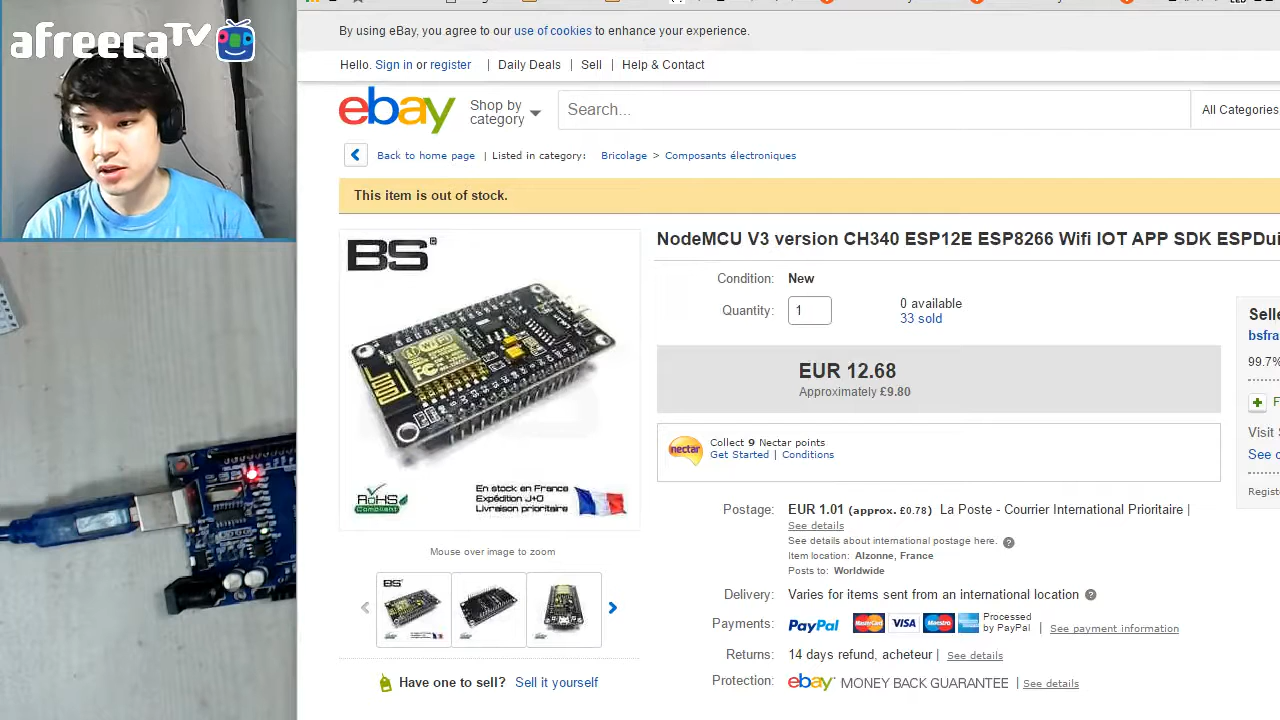 afreecaTV
By using eBay, you agree to our use of cookies to enhance your experience.
Hello. Sign in or register | Daily Deals | Sell | Help & Contact
ebay
Shop by
category
Search...
All Categories
Back to home page | Listed in category: Bricolage > Composants électroniques
This item is out of stock.
BS
NodeMCU V3 version CH340 ESP12E ESP8266 Wifi IOT APP SDK ESPDui
Condition: New
Quantity: 1
0 available
33 sold
EUR 12.68
Approximately £9.80
nectar
Collect 9 Nectar points
Get Started | Conditions
RoHS
Compliant
En stock en France
Expédition J+0
Livraison prioritaire
Mouse over image to zoom
Postage: EUR 1.01 (approx. £0.78) La Poste - Courrier International Prioritaire |
See details
See details about international postage here.
Item location: Alzonne, France
Posts to: Worldwide
Delivery: Varies for items sent from an international location
Payments: PayPal MasterCard VISA Maestro
Processed
by PayPal | See payment information
Returns: 14 days refund, acheteur | See details
Protection: ebay MONEY BACK GUARANTEE | See details
Have one to sell? Sell it yourself
Selle
bsfra
99.7%
F
Visit S
See o
Regist